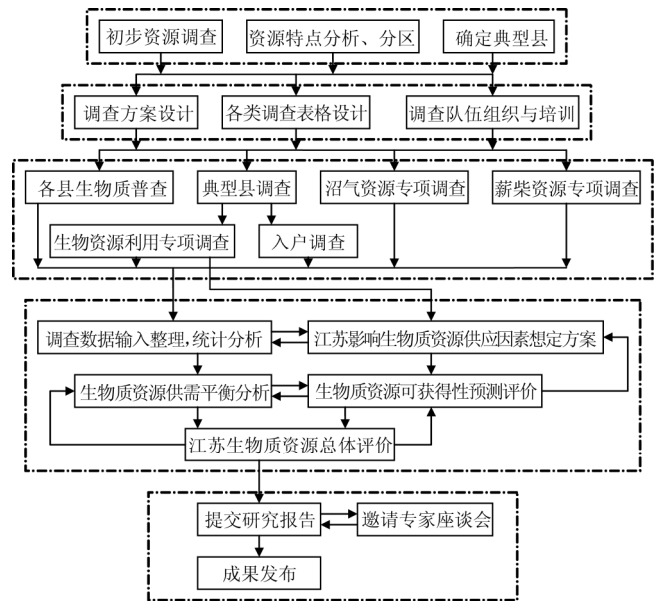 初步资源调查
资源特点分析、分区
确定典型县
调查方案设计
各类调查表格设计
调查队伍组织与培训
各县生物质普查
典型县调查
沼气资源专项调查
薪柴资源专项调查
生物资源利用专项调查
入户调查
调查数据输入整理,统计分析
江苏影响生物质资源供应因素想定方案
生物质资源供需平衡分析
生物质资源可获得性预测评价
江苏生物质资源总体评价
提交研究报告
邀请专家座谈会
成果发布